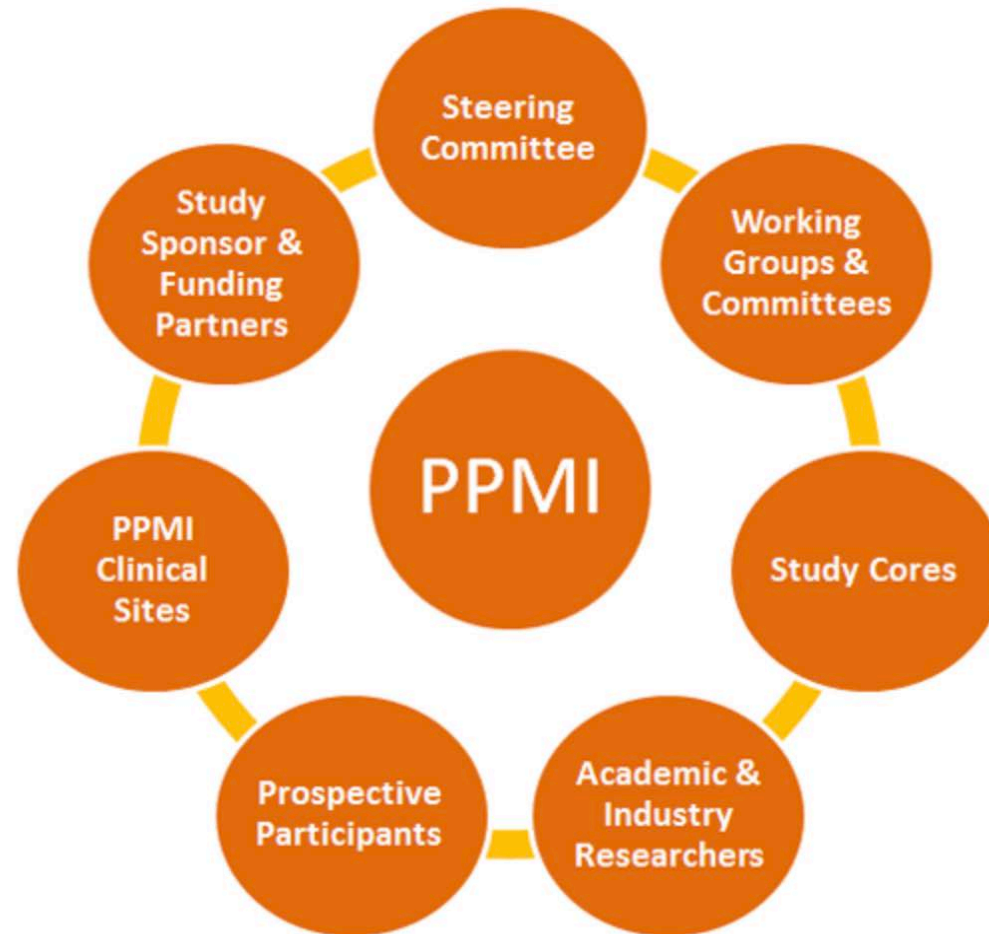 Steering
Committee
Working
Groups &
Committees
Study Cores
Academic &
Industry
Researchers
Prospective
Participants
PPMI
Clinical
Sites
Study
Sponsor &
Funding
Partners
PPMI